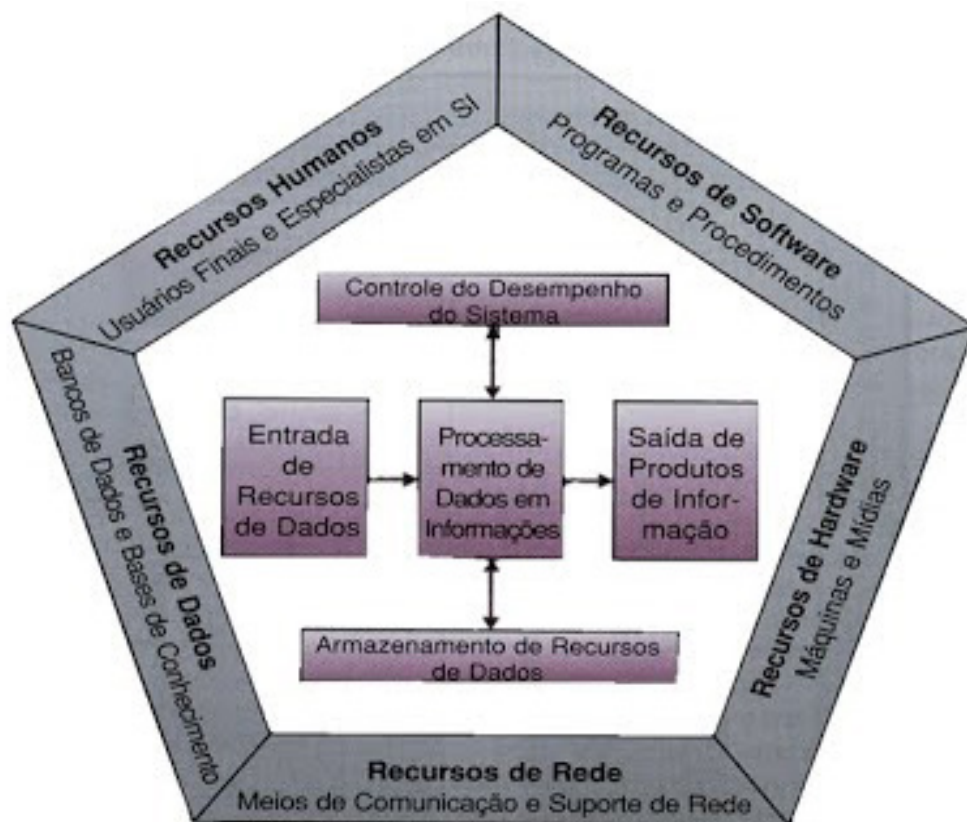 Recursos Humanos
Usuários Finais e Especialistas em SI
Recursos de Software
Programas e Procedimentos
Controle do Desempenho
do Sistema
Entrada
de
Recursos
de Dados
Processa-
mento de
Dados em
Informações
Saída de
Produtos
de Infor-
mação
Armazenamento de Recursos
de Dados
Recursos de Dados
Bancos de Dados e Bases de Conhecimento
Recursos de Hardware
Máquinas e Mídias
Recursos de Rede
Meios de Comunicação e Suporte de Rede